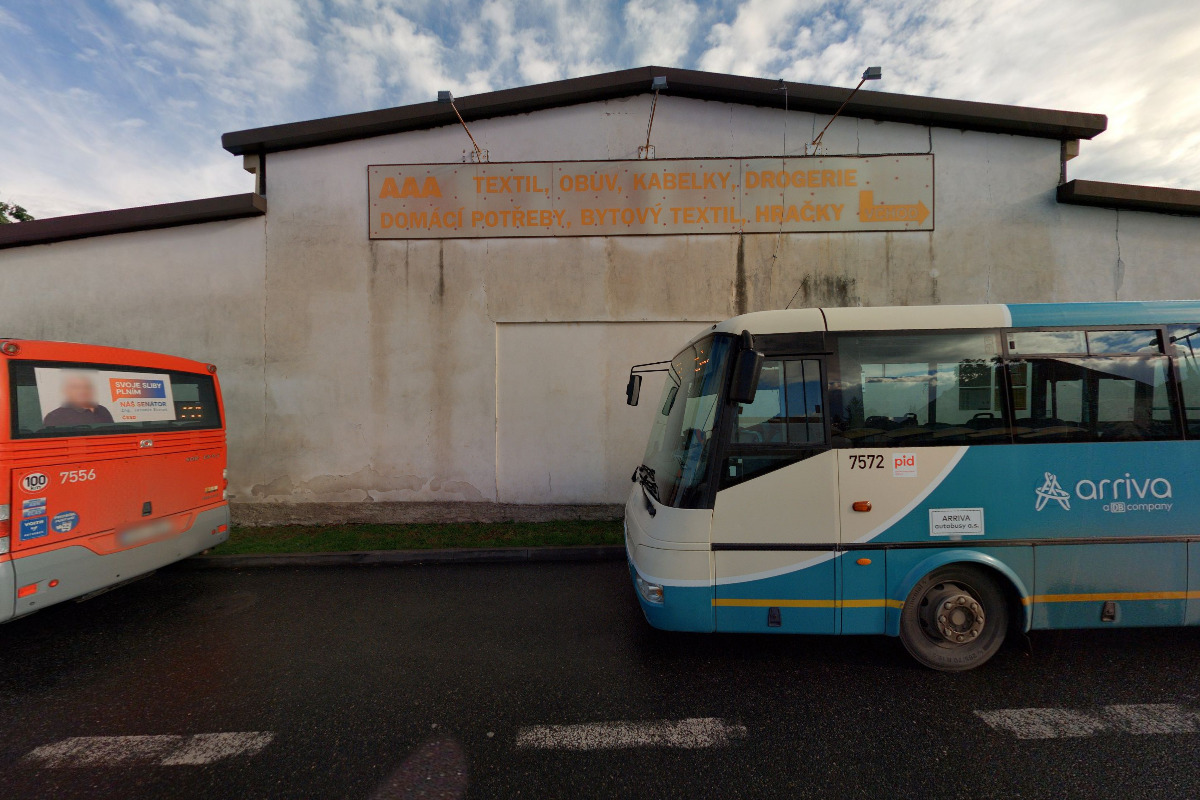 AAA TEXTIL, OBUV, KABELKY, DROGERIE
DOMÁCÍ POTŘEBY, BYTOVÝ TEXTIL, HRAČKY
SVOJE SLIBY
PLNÍM
NÁŠ SENÁTOR
7556
100
7572
pid
arriva
a DB company
ARRIVA
autobusy a.s.